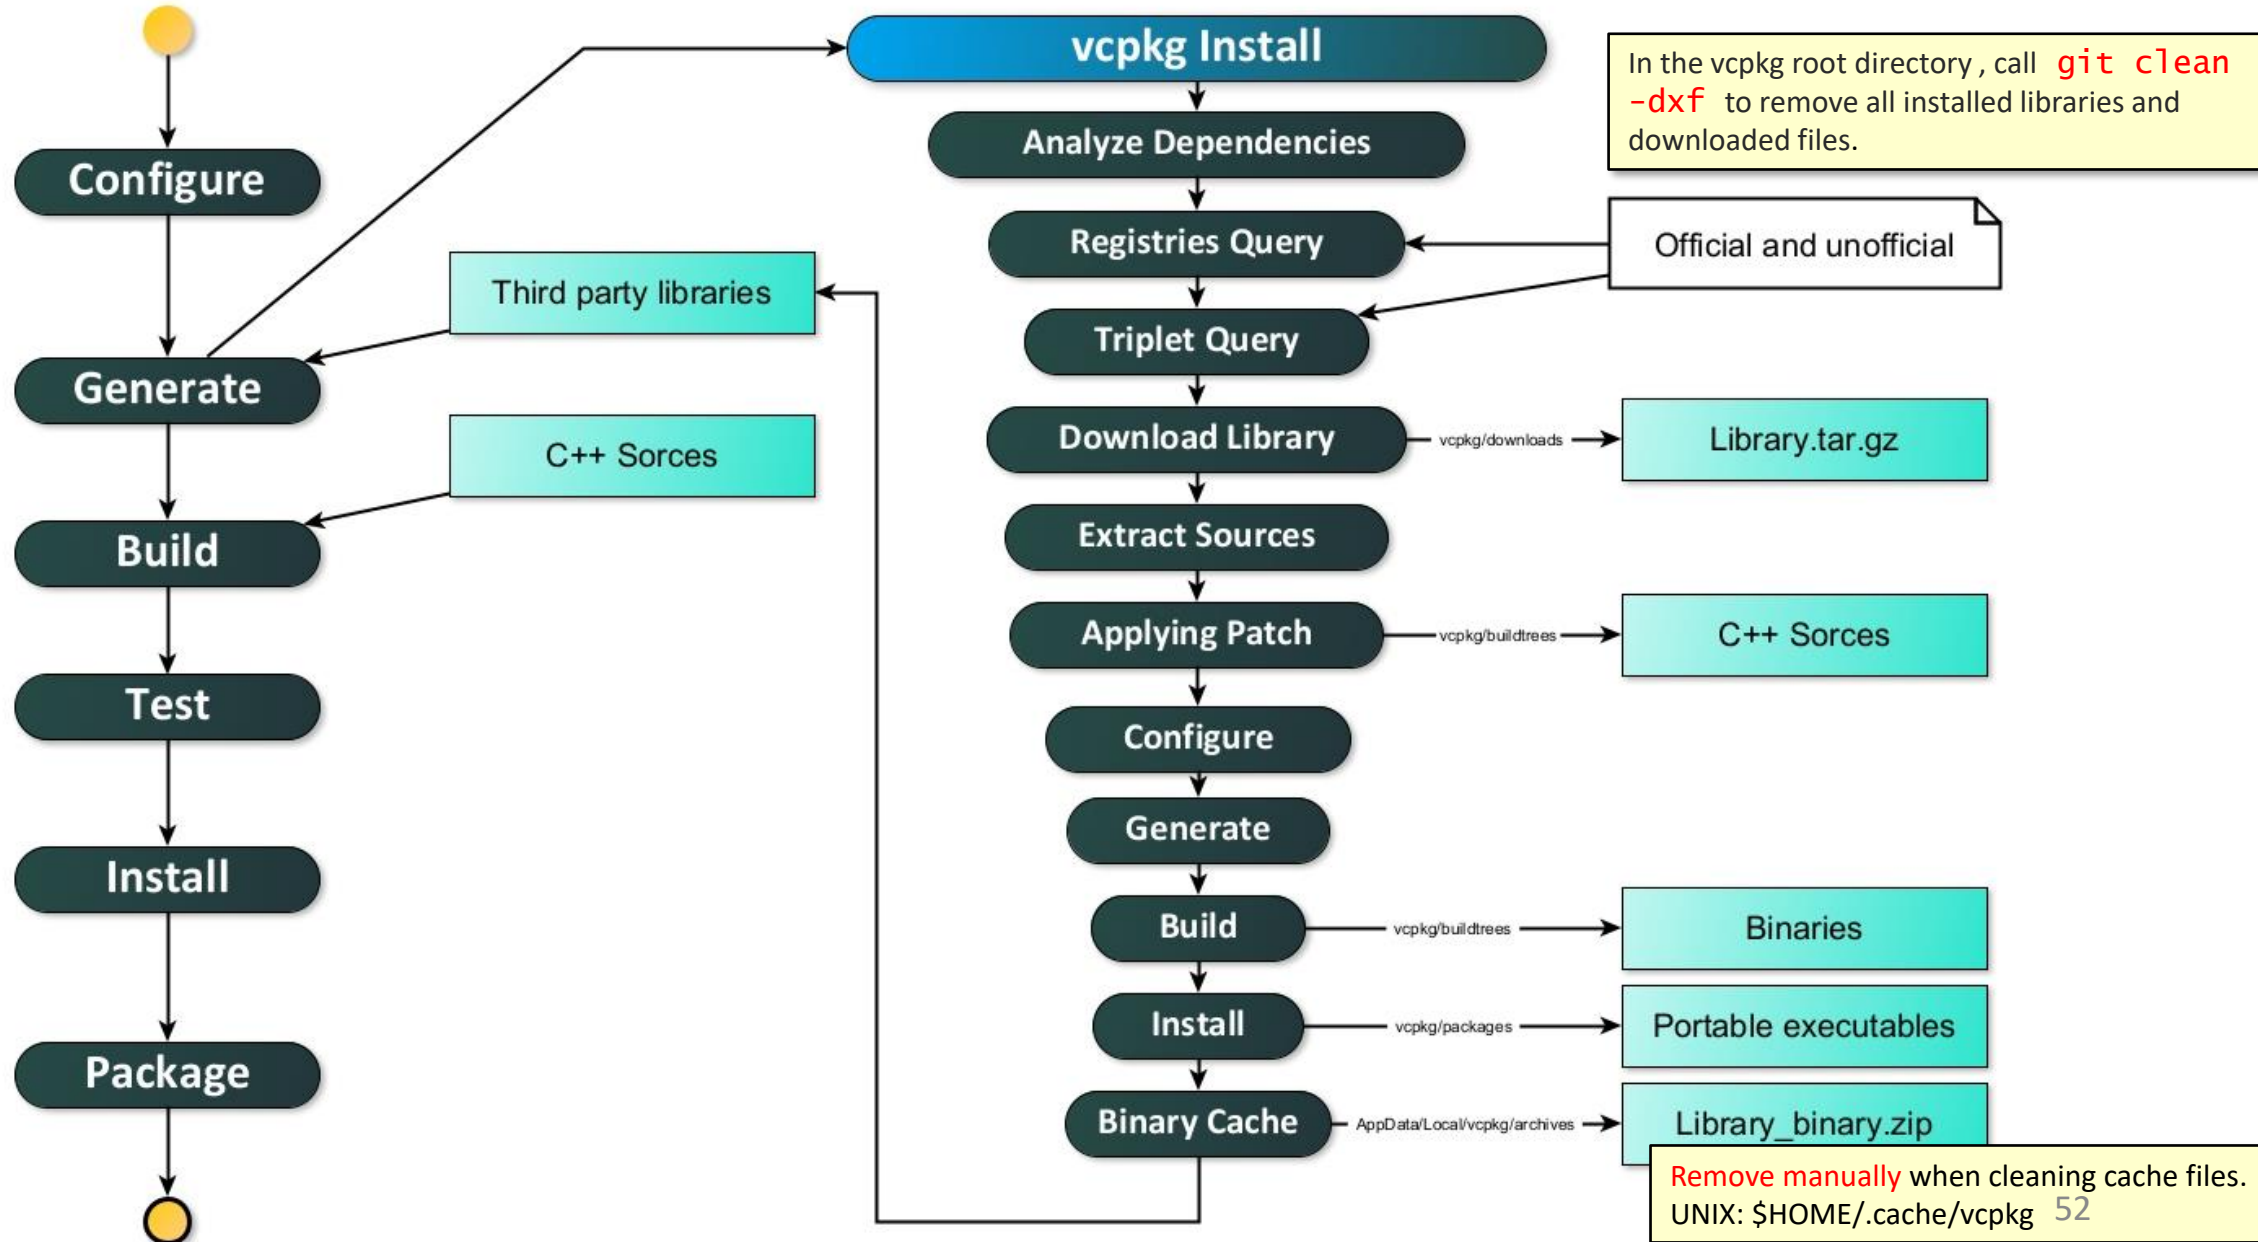 Configure
Generate
Build
Test
Install
Package
Third party libraries
C++ Sorces
vcpkg Install
Analyze Dependencies
Registries Query
Triplet Query
Download Library
Extract Sources
Applying Patch
Configure
Generate
Build
Install
Binary Cache
vcpkg/downloads
vcpkg/buildtrees
vcpkg/buildtrees
vcpkg/packages
AppData/Local/vcpkg/archives
In the vcpkg root directory , call git clean
-dxf to remove all installed libraries and
downloaded files.
Official and unofficial
Library.tar.gz
C++ Sorces
Binaries
Portable executables
Library_binary.zip
Remove manually when cleaning cache files.
UNIX: $HOME/.cache/vcpkg
52